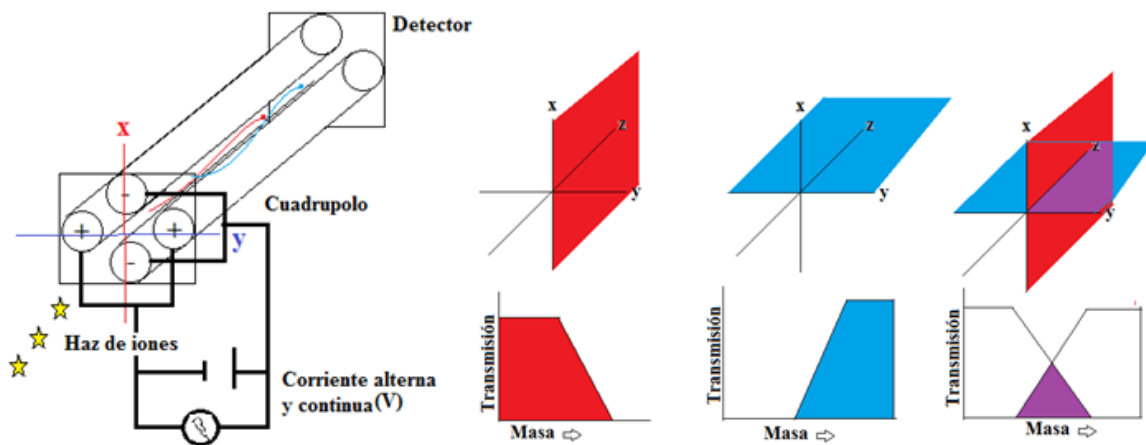 Detector
x
-
+
+
-
y
Cuadrupolo
Haz de iones
Corriente alterna
y continua(V)
x
z
y
Transmisión
Masa ⇨
x
z
y
Transmisión
Masa ⇨
x
z
y
Transmisión
Masa ⇨